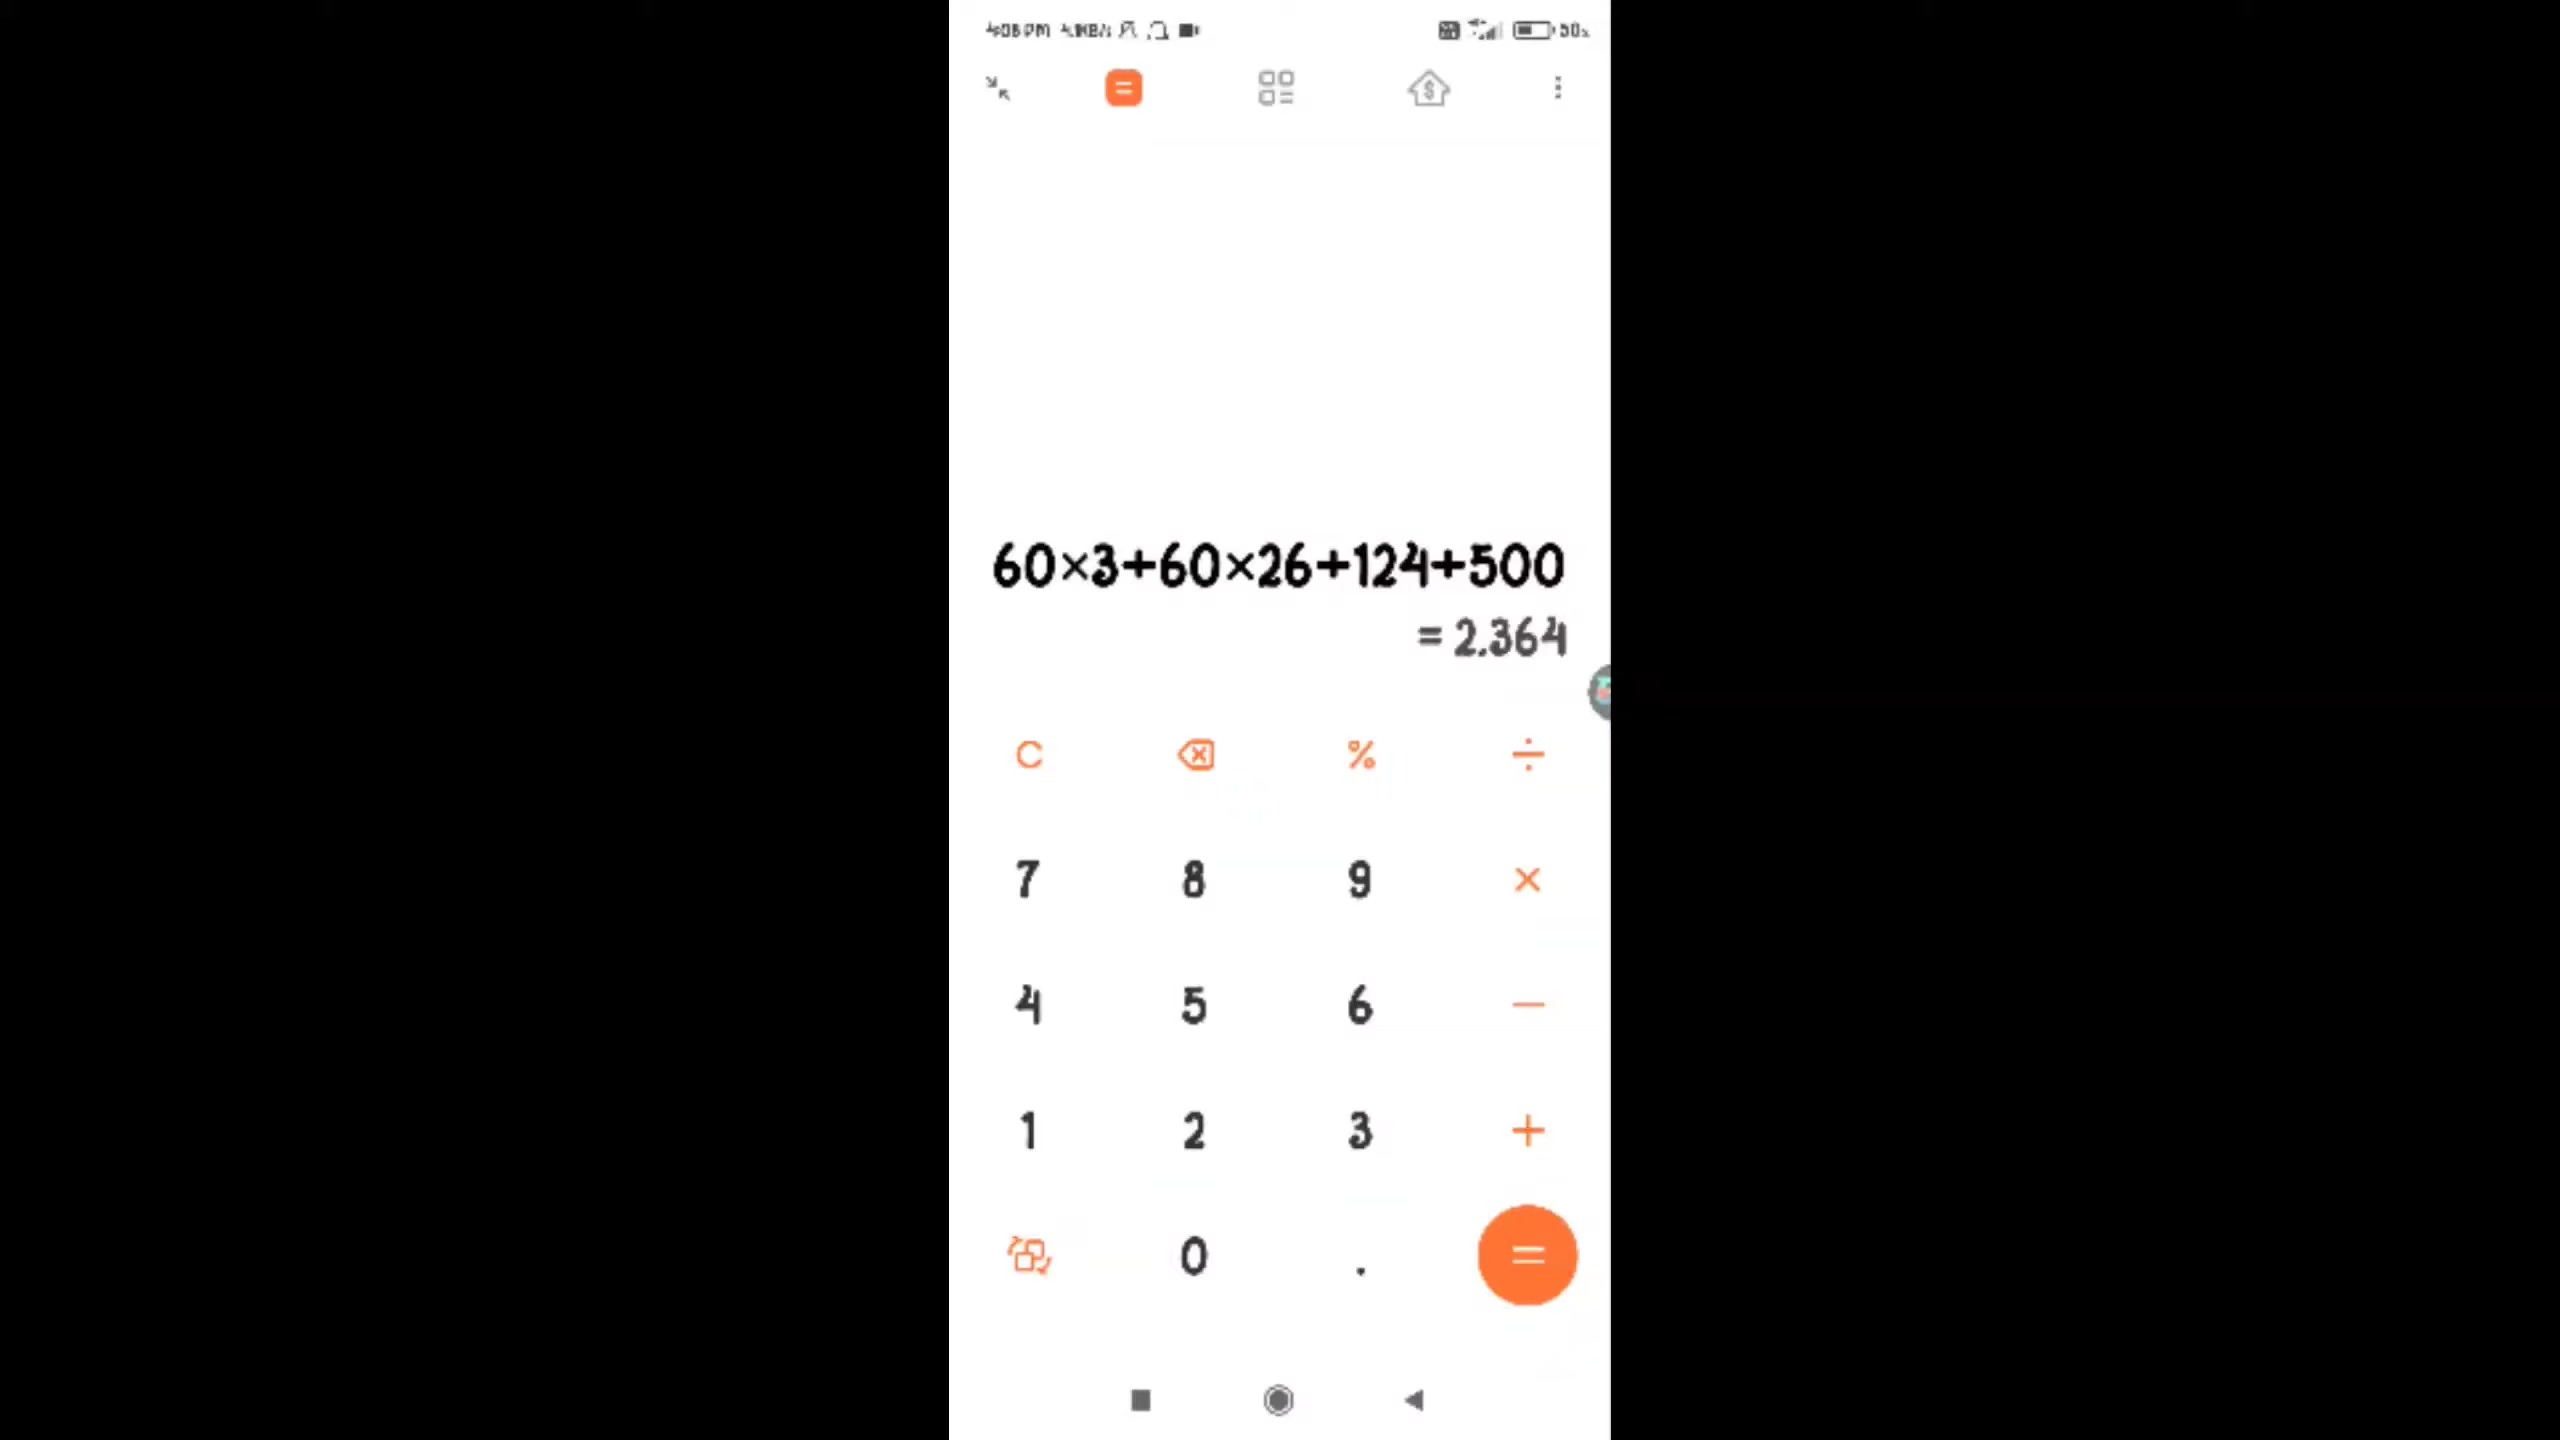 60×3+60×26+124+500
= 2.364
C % ÷
7 8 9 ×
4 5 6 −
1 2 3 +
0 . =